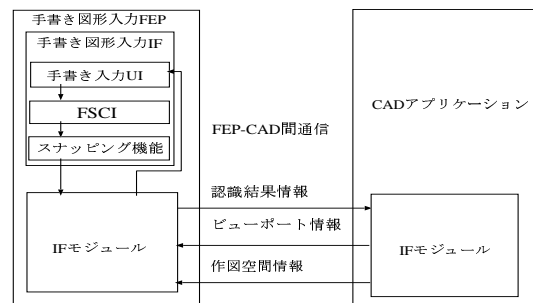 手書き図形入力FEP
手書き図形入力IF
手書き入力UI
FSCI
スナッピング機能
IFモジュール
FEP-CAD間通信
認識結果情報
ビューポート情報
作図空間情報
CADアプリケーション
IFモジュール